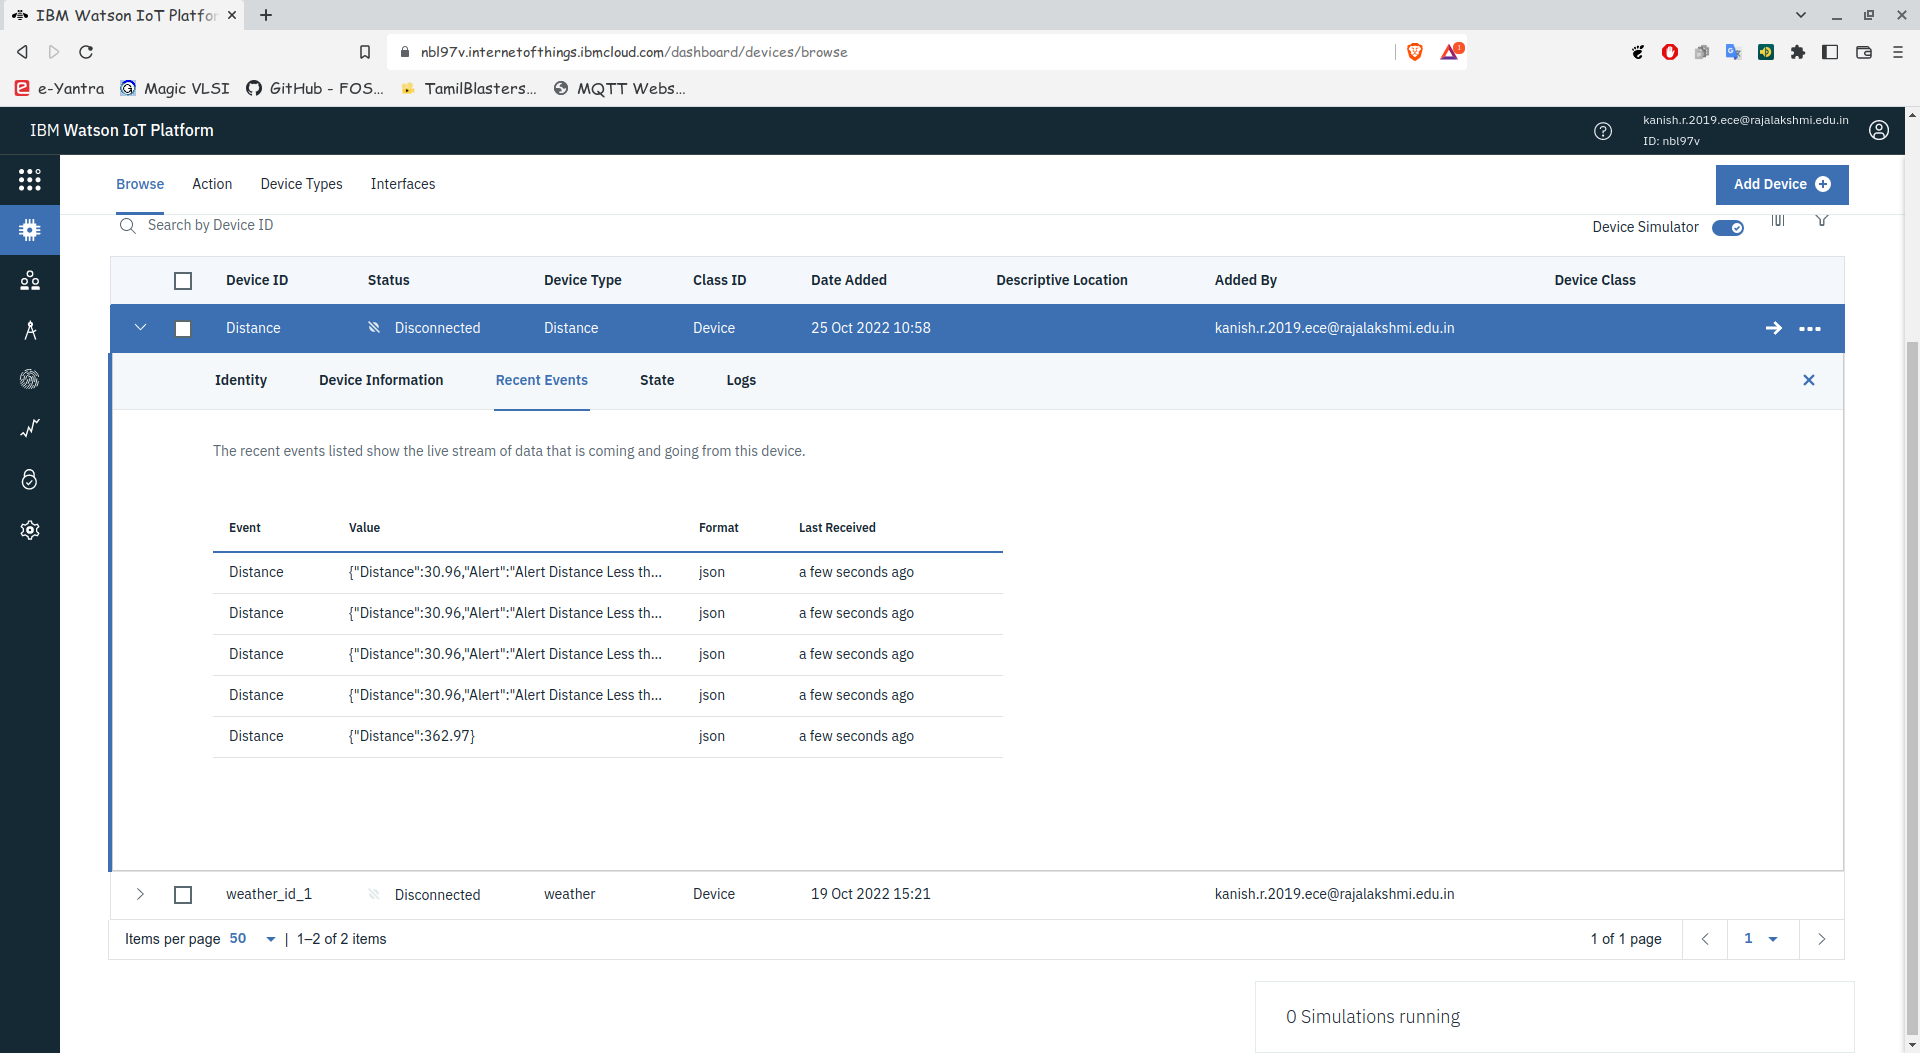 IBM Watson IoT Platfor
nbl97v.internetofthings.ibmcloud.com/dashboard/devices/browse
e-Yantra Magic VLSI GitHub - FOS... TamilBlasters... MQTT Webs...
IBM Watson IoT Platform
kanish.r.2019.ece@rajalakshmi.edu.in
ID: nbl97v
Browse Action Device Types Interfaces Add Device
Search by Device ID Device Simulator
Device ID Status Device Type Class ID Date Added Descriptive Location Added By Device Class
Distance Disconnected Distance Device 25 Oct 2022 10:58 kanish.r.2019.ece@rajalakshmi.edu.in
Identity Device Information Recent Events State Logs
The recent events listed show the live stream of data that is coming and going from this device.
Event Value Format Last Received
Distance {"Distance":30.96,"Alert":"Alert Distance Less th... json a few seconds ago
Distance {"Distance":30.96,"Alert":"Alert Distance Less th... json a few seconds ago
Distance {"Distance":30.96,"Alert":"Alert Distance Less th... json a few seconds ago
Distance {"Distance":30.96,"Alert":"Alert Distance Less th... json a few seconds ago
Distance {"Distance":362.97} json a few seconds ago
weather_id_1 Disconnected weather Device 19 Oct 2022 15:21 kanish.r.2019.ece@rajalakshmi.edu.in
Items per page 50 | 1–2 of 2 items 1 of 1 page 1
0 Simulations running